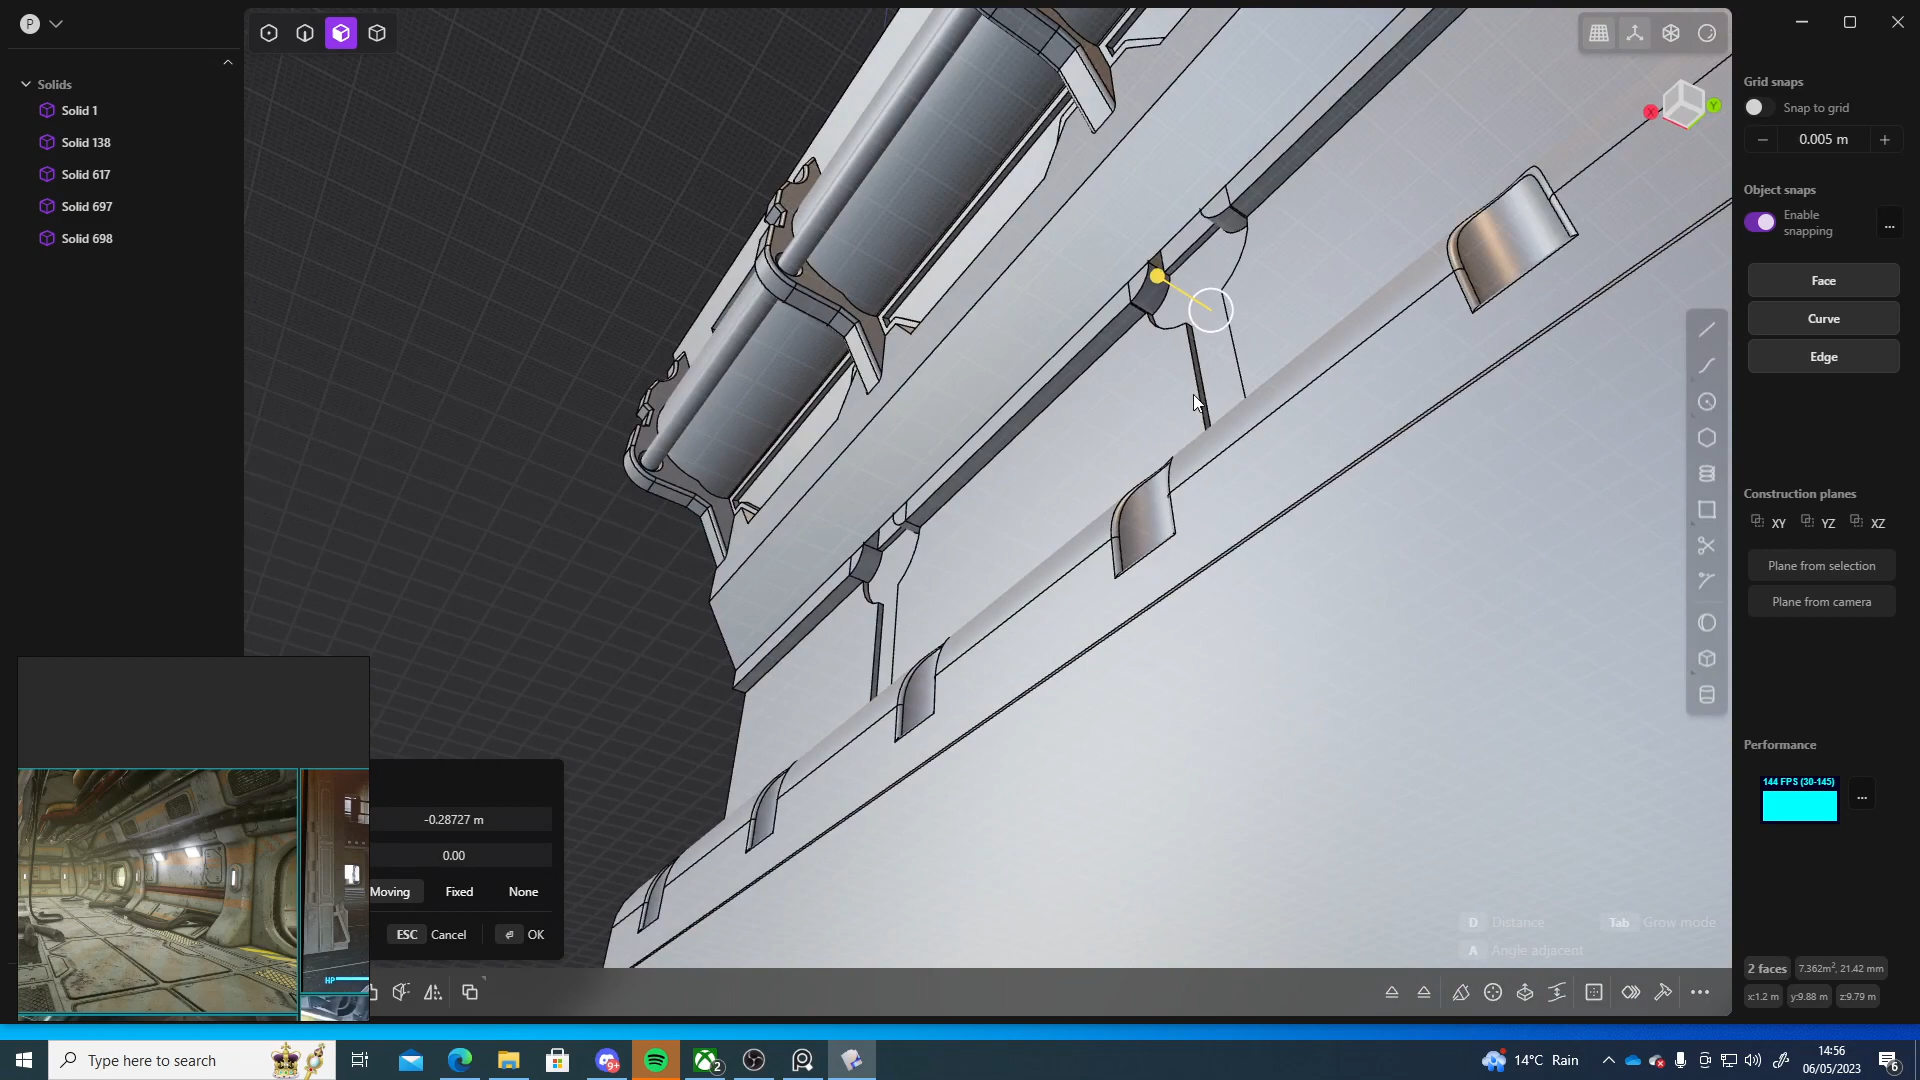 P
Solids
Solid 1
Solid 138
Solid 617
Solid 697
Solid 698
X
Y
Grid snaps
Snap to grid
0.005 m
Object snaps
Enable
snapping
...
Face
Curve
Edge
Construction planes
XY
YZ
XZ
Plane from selection
Plane from camera
Performance
144 FPS (30-145)
...
-0.28727 m
0.00
Moving
Fixed
None
ESC
Cancel
OK
HP
D
Distance
Tab
Grow mode
A
Angle adjacent
2 faces
7.362m², 21.42 mm
x:1.2 m
y:9.88 m
z:9.79 m
Type here to search
9+
2
14°C Rain
14:56
06/05/2023
6